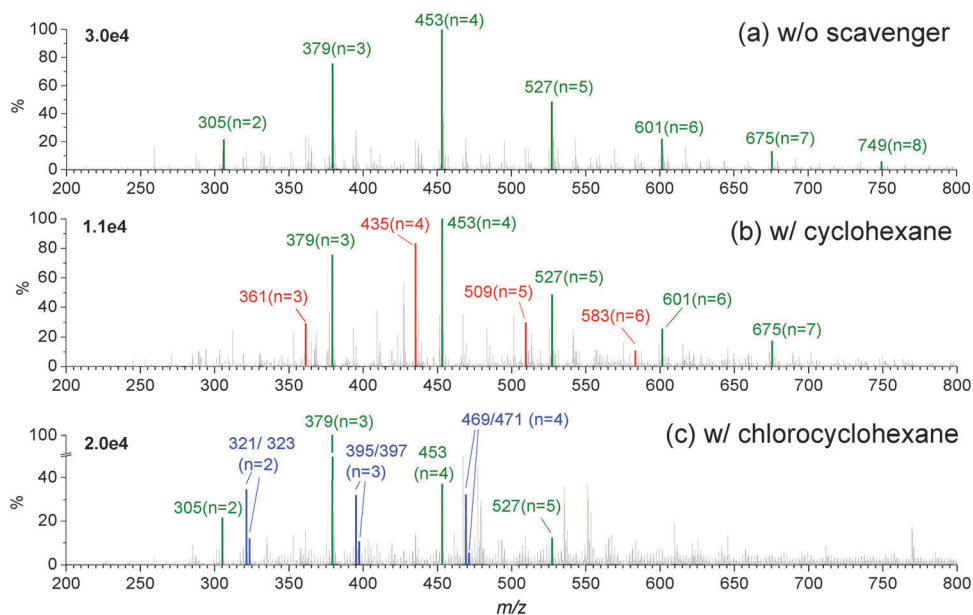 100
80
60
40
20
0
%
3.0e4
(a) w/o scavenger
305(n=2)
379(n=3)
453(n=4)
527(n=5)
601(n=6)
675(n=7)
749(n=8)
200 250 300 350 400 450 500 550 600 650 700 750 800
100
80
60
40
20
0
%
1.1e4
(b) w/ cyclohexane
361(n=3)
379(n=3)
435(n=4)
453(n=4)
509(n=5)
527(n=5)
583(n=6)
601(n=6)
675(n=7)
200 250 300 350 400 450 500 550 600 650 700 750 800
100
40
20
0
%
2.0e4
(c) w/ chlorocyclohexane
305(n=2)
321/ 323
(n=2)
379(n=3)
395/397
(n=3)
453
(n=4)
469/471 (n=4)
527(n=5)
200 250 300 350 400 450 500 550 600 650 700 750 800
m/z